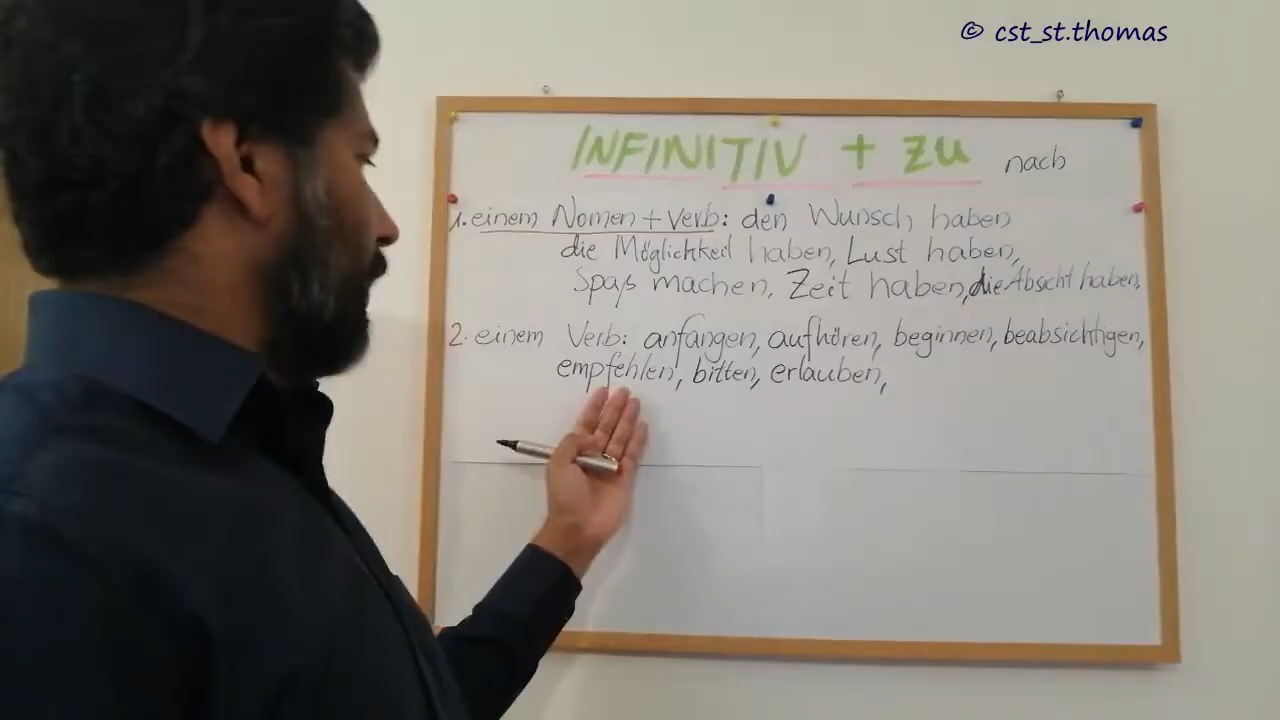 © cst_st.thomas
INFINITIV + ZU nach
1. einem Nomen + Verb: den Wunsch haben
die Möglichkeit haben, Lust haben,
Spaß machen, Zeit haben, die Absicht haben,
2. einem Verb: anfangen, aufhören, beginnen, beabsichtigen,
empfehlen, bitten, erlauben,